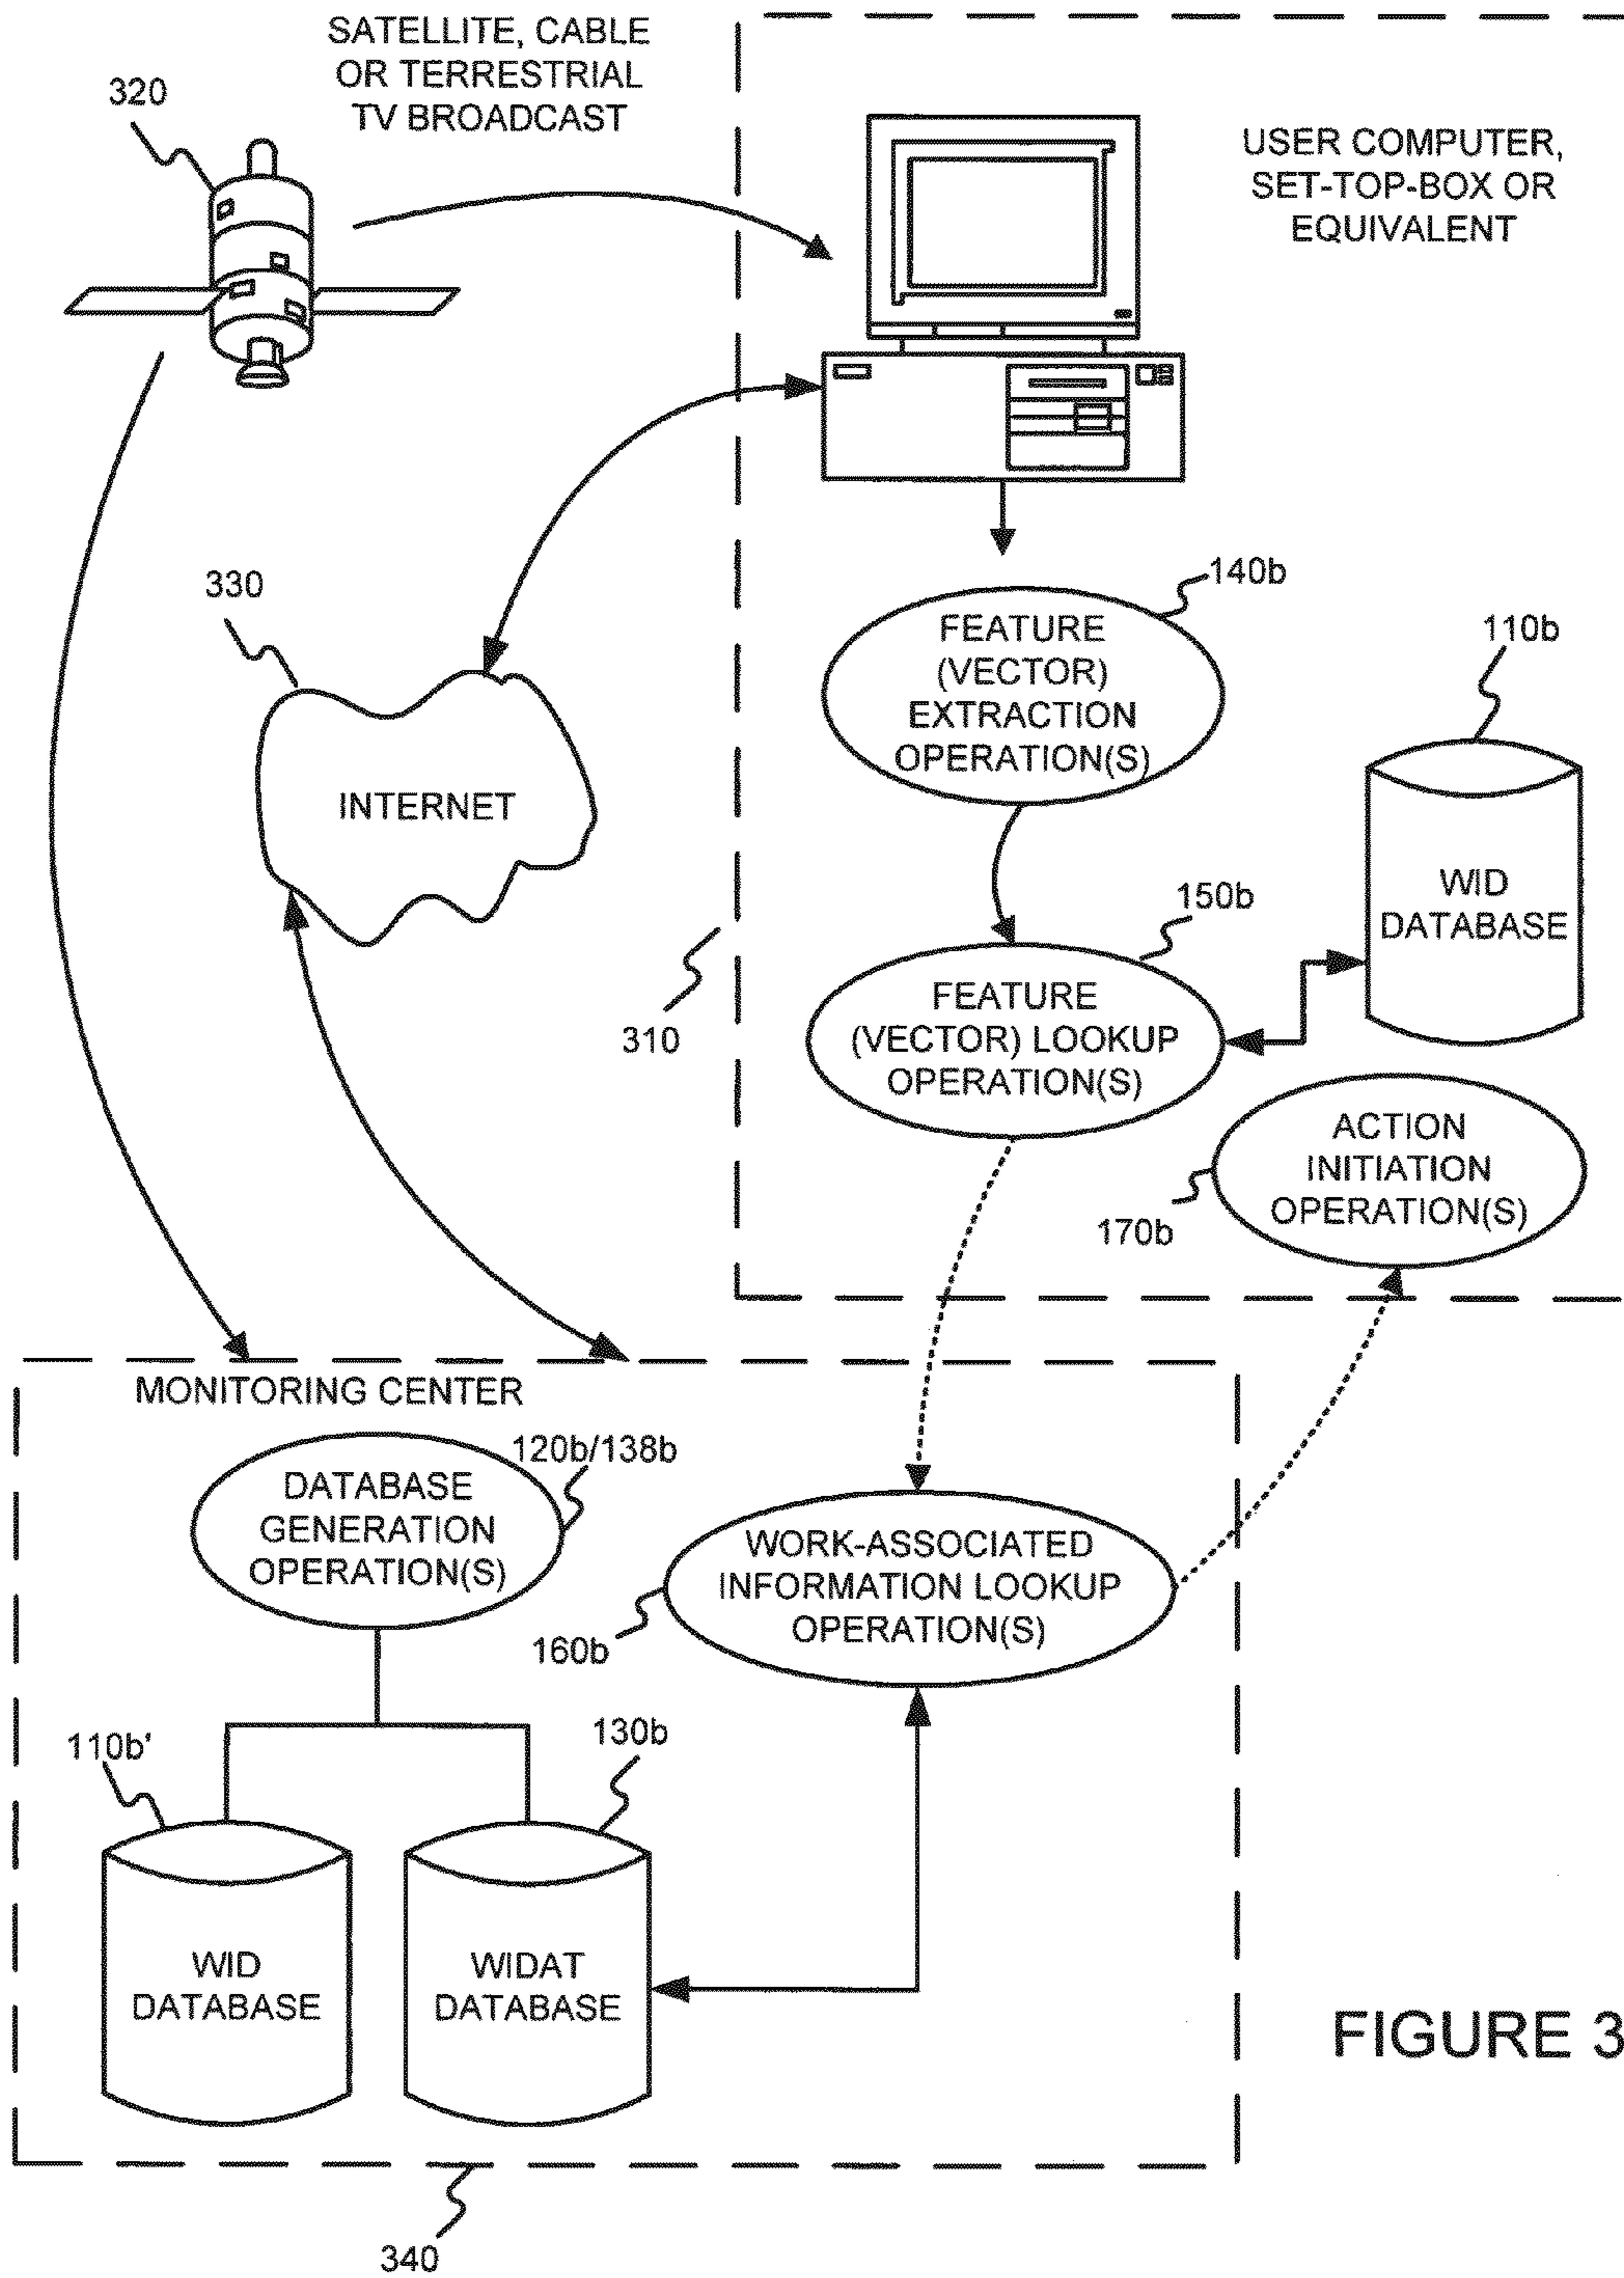 SATELLITE, CABLE
OR TERRESTRIAL
TV BROADCAST
320
USER COMPUTER,
SET-TOP-BOX OR
EQUIVALENT
140b
FEATURE
(VECTOR)
EXTRACTION
OPERATION(S)
330
INTERNET
110b
WID
DATABASE
150b
FEATURE
(VECTOR) LOOKUP
OPERATION(S)
310
ACTION
INITIATION
OPERATION(S)
170b
MONITORING CENTER
120b/138b
DATABASE
GENERATION
OPERATION(S)
WORK-ASSOCIATED
INFORMATION LOOKUP
OPERATION(S)
160b
110b'
130b
WID
DATABASE
WIDAT
DATABASE
FIGURE 3
340